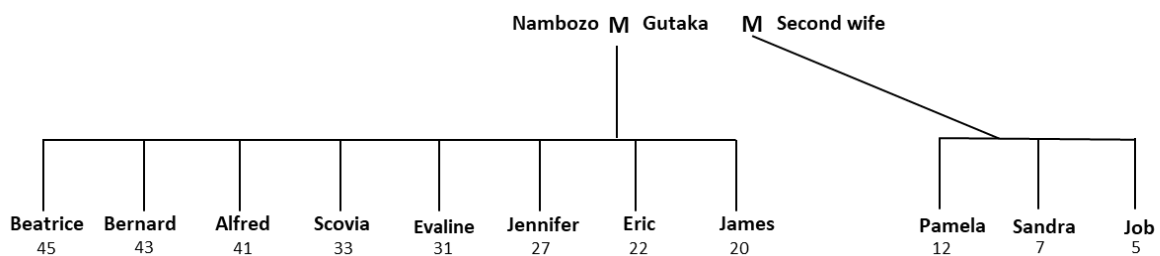 Nambozo M Gutaka M Second wife
Beatrice Bernard Alfred Scovia Evaline Jennifer Eric James Pamela Sandra Job
45 43 41 33 31 27 22 20 12 7 5